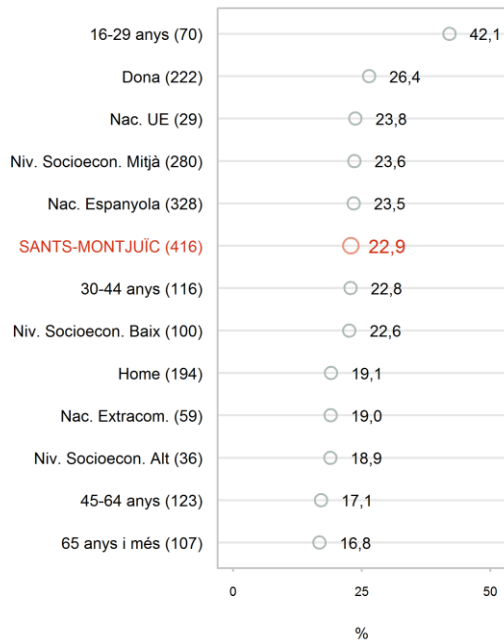 16-29 anys (70) 42,1
Dona (222) 26,4
Nac. UE (29) 23,8
Niv. Socioecon. Mitjà (280) 23,6
Nac. Espanyola (328) 23,5
SANTS-MONTJUÏC (416) 22,9
30-44 anys (116) 22,8
Niv. Socioecon. Baix (100) 22,6
Home (194) 19,1
Nac. Extracom. (59) 19,0
Niv. Socioecon. Alt (36) 18,9
45-64 anys (123) 17,1
65 anys i més (107) 16,8
0 25 50
%